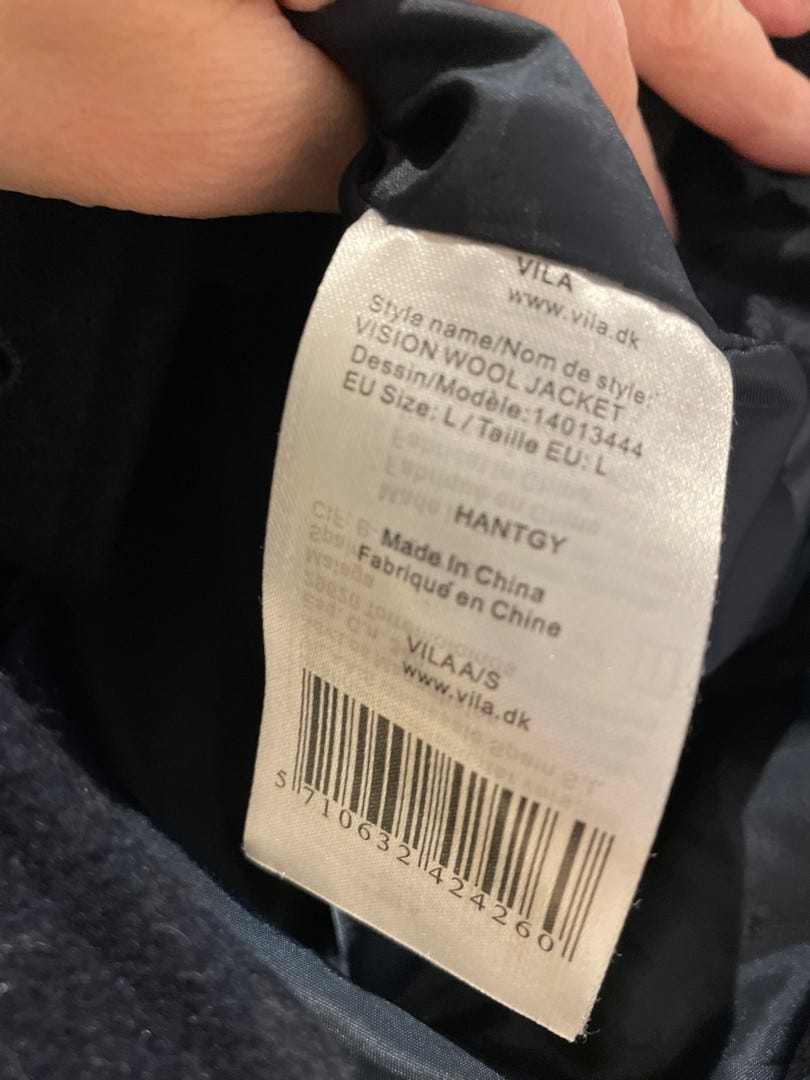 VILA
www.vila.dk
Style name/Nom de style:
VISION WOOL JACKET
Dessin/Modèle:14013444
EU Size: L / Taille EU: L
HANTGY
Made In China
Fabriqué en Chine
VILA A/S
www.vila.dk
5 710632 424260